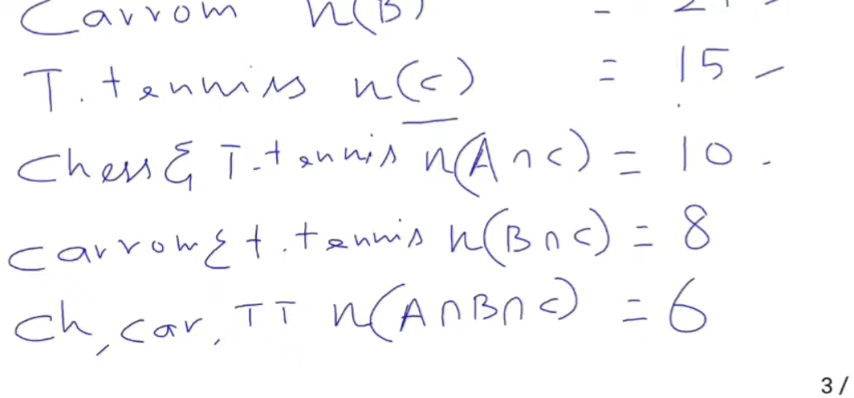 Carrom n(B) =
T. tennis n(C) = 15 -
Chess & T.tennis n(A ∩ C) = 10 .
carrom & t.tennis n(B ∩ C) = 8
Ch, car, TT n(A ∩ B ∩ C) = 6
3/